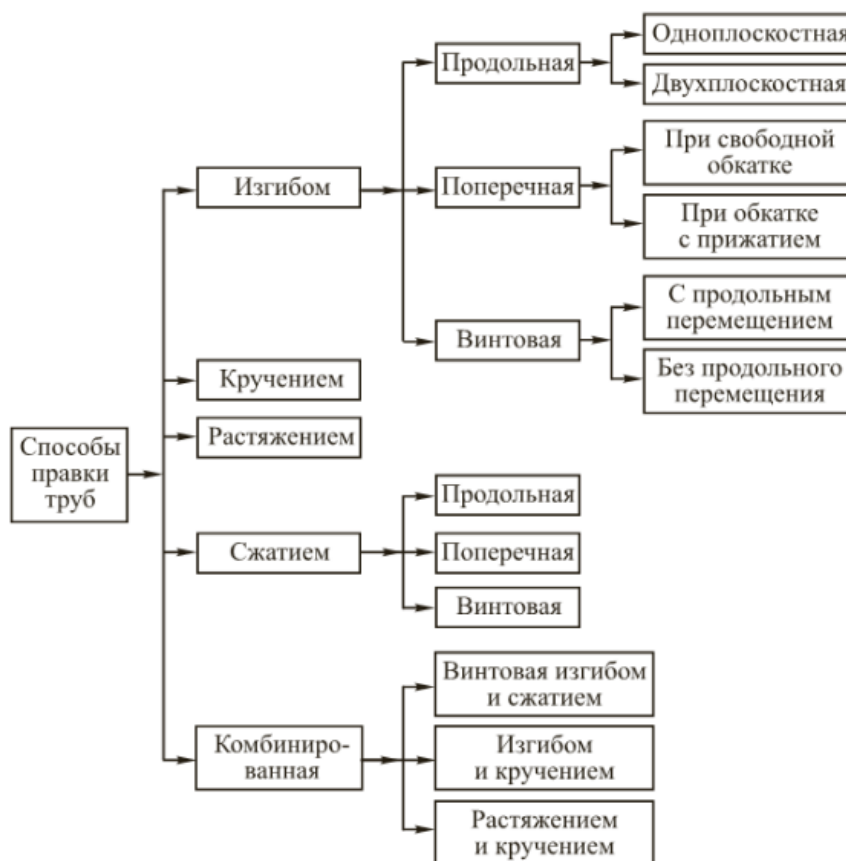 Способы
правки
труб
Изгибом
Продольная
Одноплоскостная
Двухплоскостная
Поперечная
При свободной
обкатке
При обкатке
с прижатием
Винтовая
С продольным
перемещением
Без продольного
перемещения
Кручением
Растяжением
Сжатием
Продольная
Поперечная
Винтовая
Комбиниро-
ванная
Винтовая изгибом
и сжатием
Изгибом
и кручением
Растяжением
и кручением